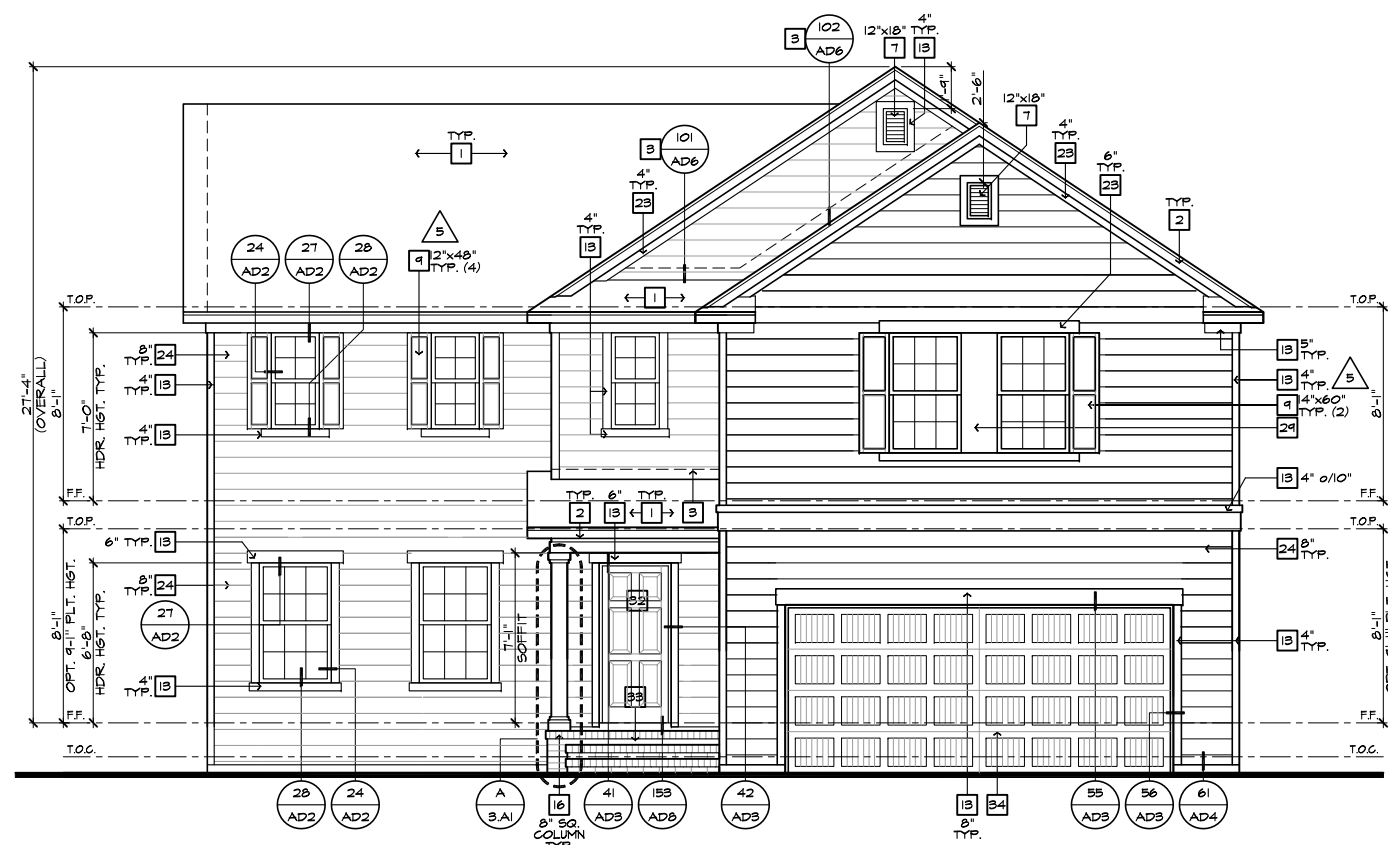 102
AD6
3
12"x18"
7
4"
TYP.
13
1'-9"
2'-6"
12"x18"
7
4"
TYP.
23
6"
TYP.
23
TYP.
2
TYP.
1
101
AD6
3
4"
TYP.
23
4"
TYP.
13
5
9
12"x48"
TYP. (4)
24
AD2
27
AD2
28
AD2
1
T.O.P.
T.O.P.
27'-4"
(OVERALL)
8'-1"
7'-0"
HDR. HGT. TYP.
8"
TYP.
24
4"
TYP.
13
4"
TYP.
13
13
5"
TYP.
13
4"
TYP.
5
9
14"x60"
TYP. (2)
29
8'-1"
13
4" o/10"
F.F.
F.F.
T.O.P.
T.O.P.
TYP.
2
6"
13
TYP.
1
3
6" TYP.
13
24
8"
TYP.
8"
TYP.
24
27
AD2
4"
TYP.
13
8'-1"
OPT. 9'-1" PLT. HGT.
6'-8"
HDR. HGT. TYP.
7'-1"
SOFFIT
32
33
13
4"
TYP.
8'-1"
F.F.
F.F.
T.O.C.
T.O.C.
28
AD2
24
AD2
A
3.A1
16
8" SQ.
COLUMN
TYP.
41
AD3
153
AD8
42
AD3
13
8"
TYP.
34
55
AD3
56
AD3
61
AD4